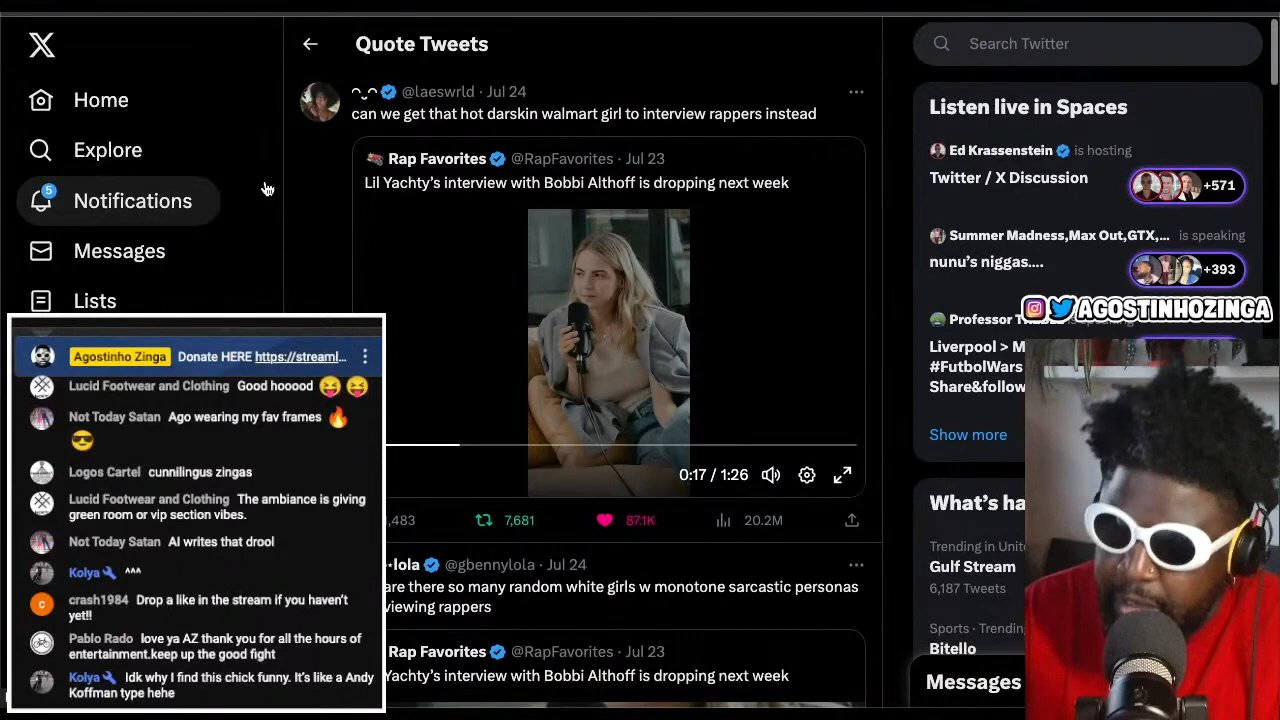 X
Home
Explore
5
Notifications
Messages
Lists
Quote Tweets
@laeswrld · Jul 24
can we get that hot darskin walmart girl to interview rappers instead
Rap Favorites @RapFavorites · Jul 23
Lil Yachty's interview with Bobbi Althoff is dropping next week
0:17 / 1:26
,483
7,681
87.1K
20.2M
lola @gbennylola · Jul 24
are there so many random white girls w monotone sarcastic personas
viewing rappers
Rap Favorites @RapFavorites · Jul 23
Yachty's interview with Bobbi Althoff is dropping next week
Search Twitter
Listen live in Spaces
Ed Krassenstein is hosting
Twitter / X Discussion
+571
Summer Madness,Max Out,GTX,... is speaking
nunu's niggas....
+393
AGOSTINHOZINGA
Professor
Liverpool > M
#FutbolWars
Share&follow
Show more
What's ha
Trending in Unite
Gulf Stream
6,187 Tweets
Sports · Trending
Bitello
Messages
Agostinho Zinga Donate HERE https://streaml...
Lucid Footwear and Clothing Good hooood 😝 😝
Not Today Satan Ago wearing my fav frames 🔥
😎
Logos Cartel cunnilingus zingas
Lucid Footwear and Clothing The ambiance is giving
green room or vip section vibes.
Not Today Satan AI writes that drool
Kolya🔧 ^^^
C
crash1984 Drop a like in the stream if you haven't
yet!!
Pablo Rado love ya AZ thank you for all the hours of
entertainment.keep up the good fight
Kolya🔧 Idk why I find this chick funny. It's like a Andy
Koffman type hehe